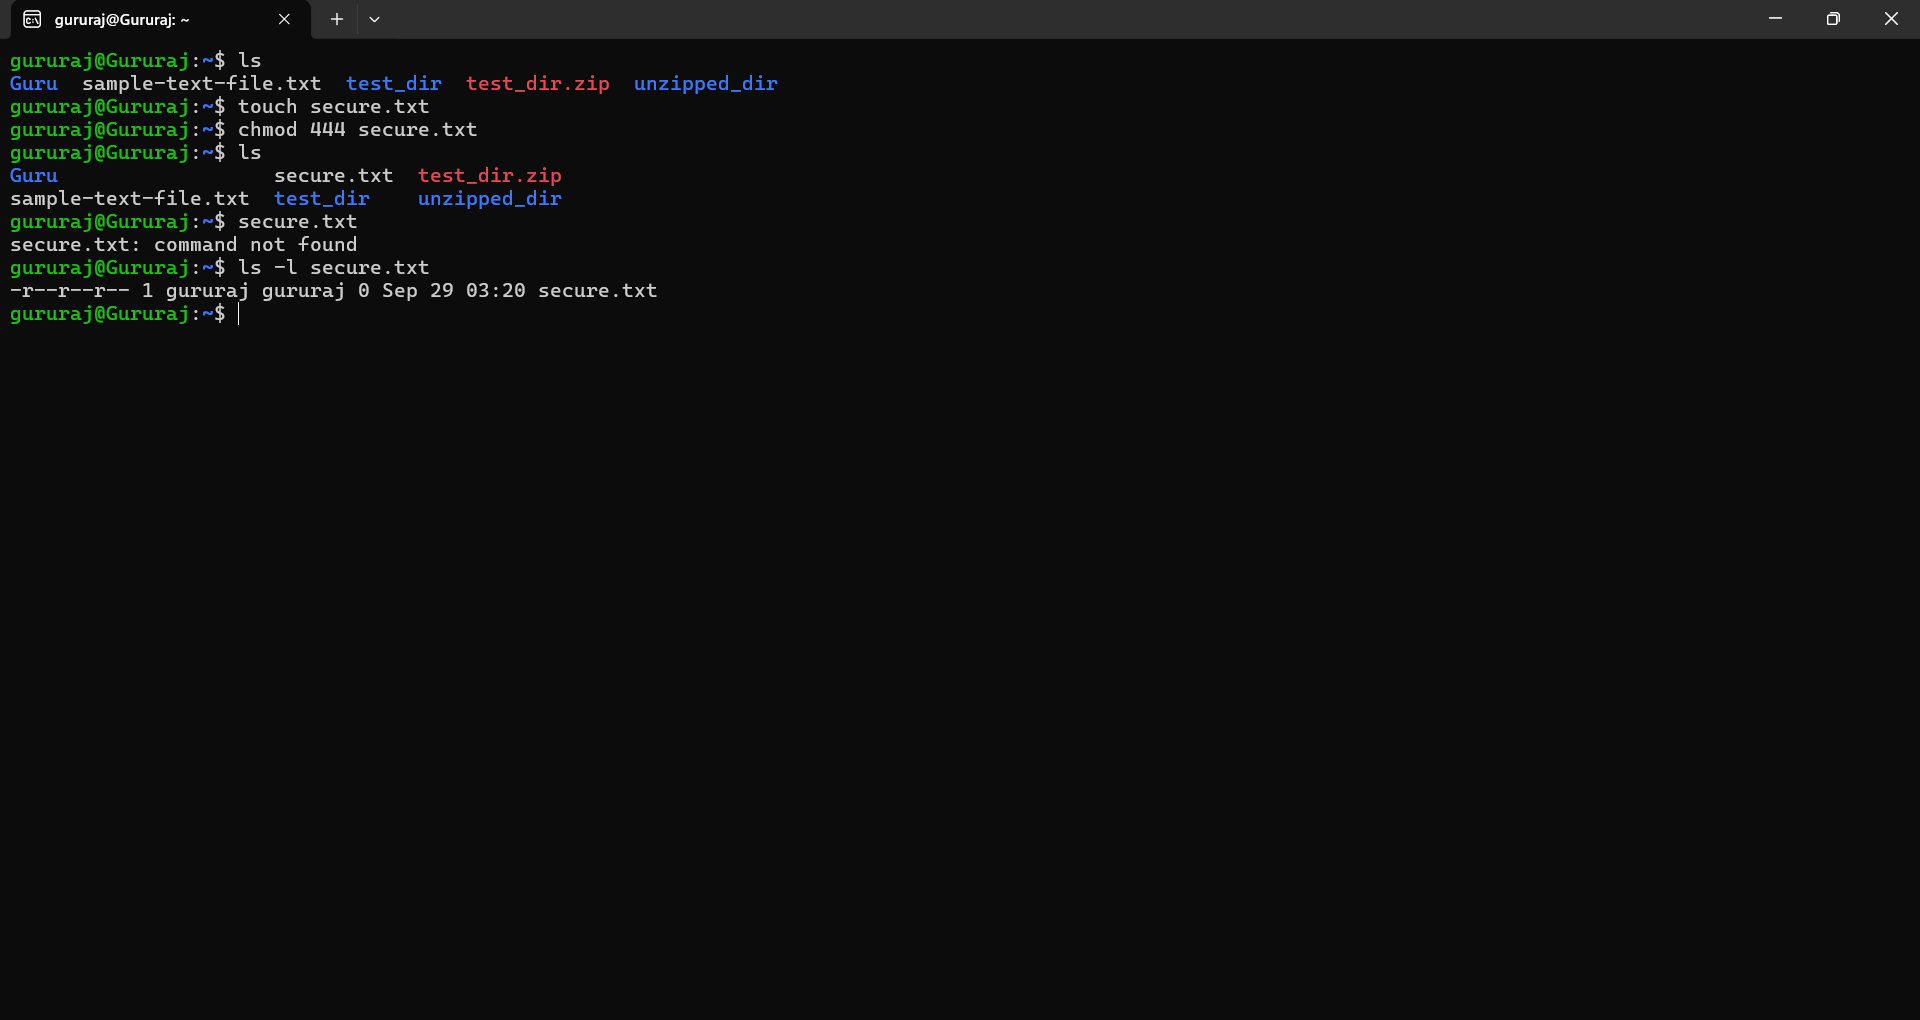 gururaj@Gururaj: ~
gururaj@Gururaj:~$ ls
Guru  sample-text-file.txt  test_dir  test_dir.zip  unzipped_dir
gururaj@Gururaj:~$ touch secure.txt
gururaj@Gururaj:~$ chmod 444 secure.txt
gururaj@Gururaj:~$ ls
Guru                  secure.txt  test_dir.zip
sample-text-file.txt  test_dir    unzipped_dir
gururaj@Gururaj:~$ secure.txt
secure.txt: command not found
gururaj@Gururaj:~$ ls -l secure.txt
-r--r--r-- 1 gururaj gururaj 0 Sep 29 03:20 secure.txt
gururaj@Gururaj:~$